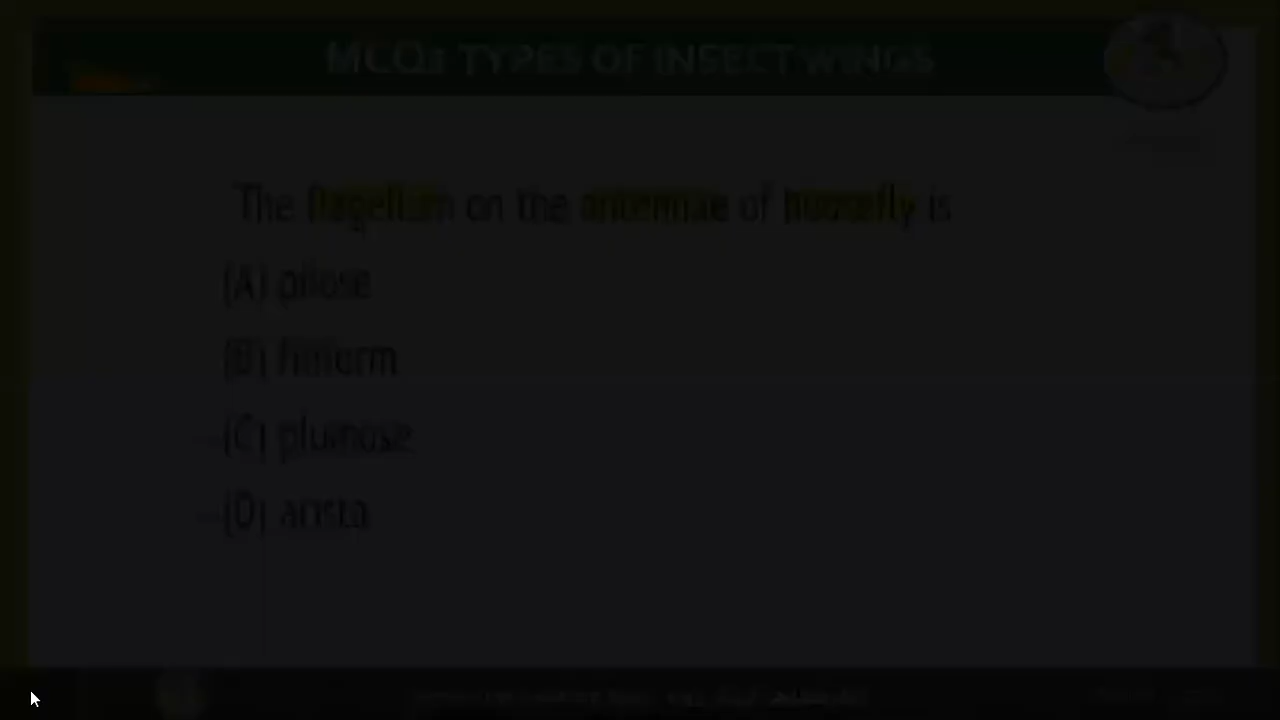 MCQs TYPES OF INSECT WINGS
The flagellum on the antennae of housefly is
(A) pilose
(B) filiform
(C) plumose
(D) arista